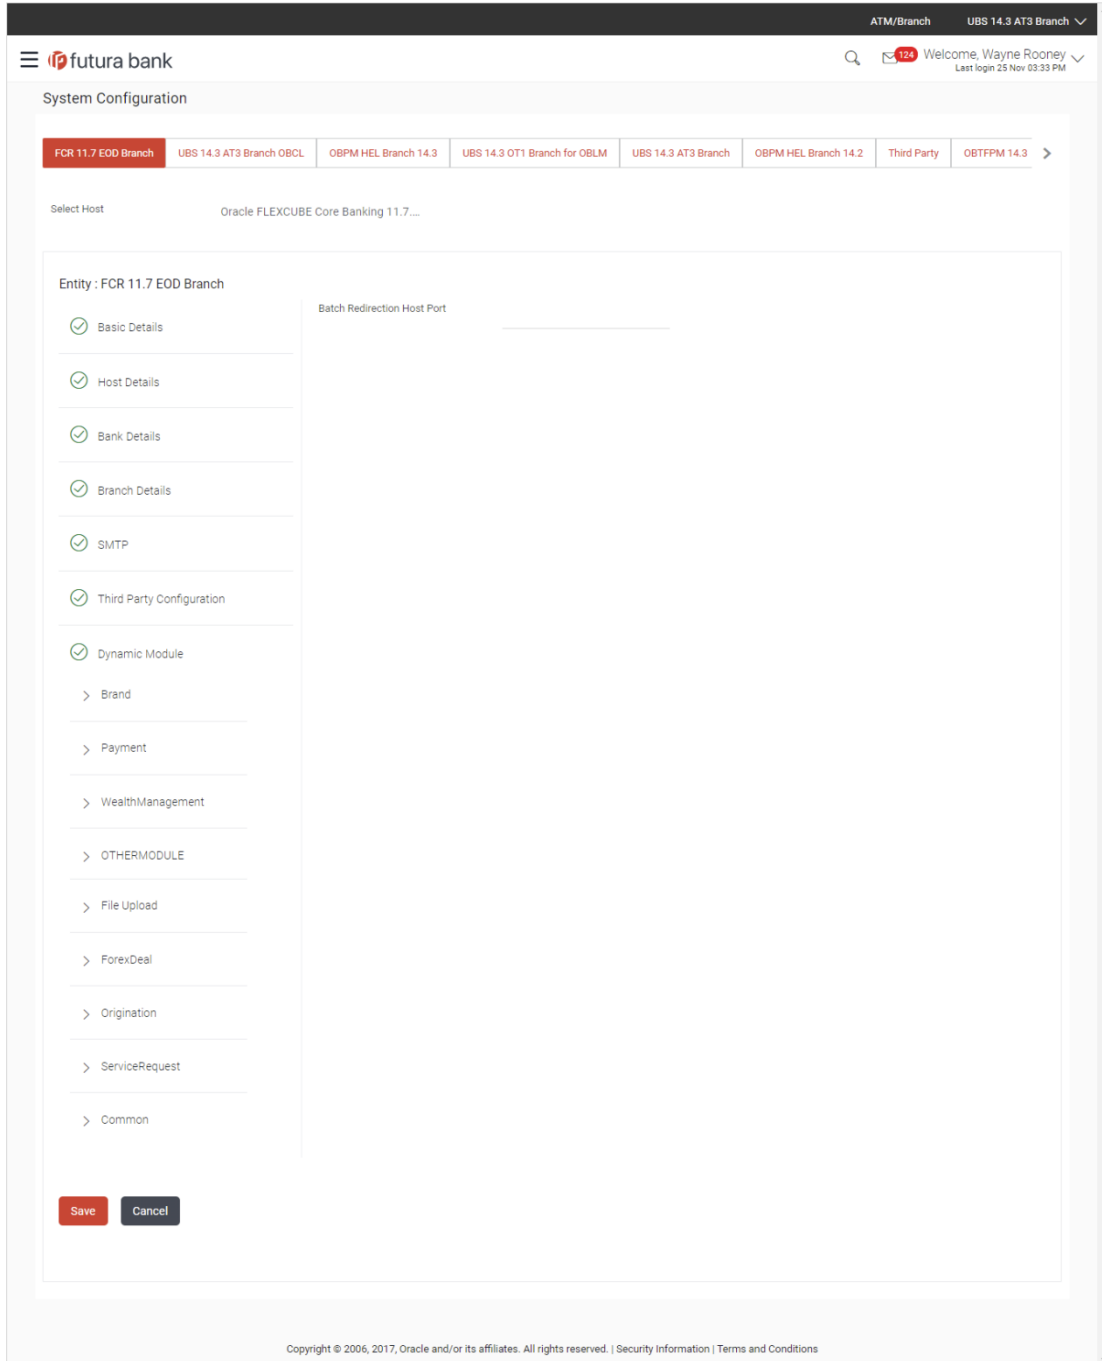 ATM/Branch UBS 14.3 AT3 Branch
futura bank 124 Welcome, Wayne Rooney
Last login 25 Nov 03:33 PM
System Configuration
FCR 11.7 EOD Branch UBS 14.3 AT3 Branch OBCL OBPM HEL Branch 14.3 UBS 14.3 OT1 Branch for OBLM UBS 14.3 AT3 Branch OBPM HEL Branch 14.2 Third Party OBTFPM 14.3
Select Host Oracle FLEXCUBE Core Banking 11.7....
Entity : FCR 11.7 EOD Branch
Batch Redirection Host Port
Basic Details
Host Details
Bank Details
Branch Details
SMTP
Third Party Configuration
Dynamic Module
Brand
Payment
WealthManagement
OTHERMODULE
File Upload
ForexDeal
Origination
ServiceRequest
Common
Save Cancel
Copyright © 2006, 2017, Oracle and/or its affiliates. All rights reserved. | Security Information | Terms and Conditions